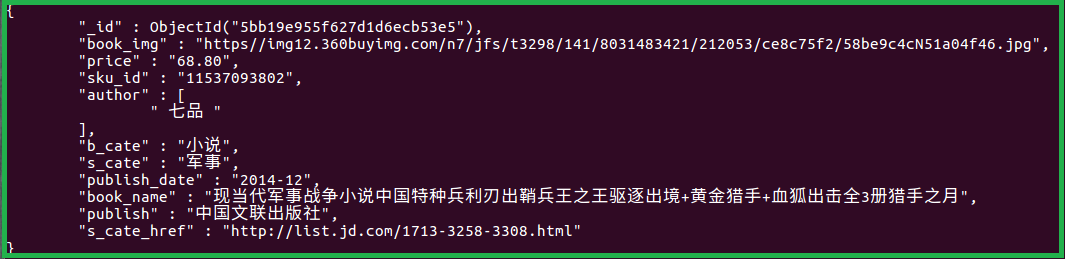 {
"_id" : ObjectId("5bb19e955f627d1d6ecb53e5"),
"book_img" : "https//img12.360buyimg.com/n7/jfs/t3298/141/8031483421/212053/ce8c75f2/58be9c4cN51a04f46.jpg",
"price" : "68.80",
"sku_id" : "11537093802",
"author" : [
" 七品 "
],
"b_cate" : "小说",
"s_cate" : "军事",
"publish_date" : "2014-12",
"book_name" : "现当代军事战争小说中国特种兵利刃出鞘兵王之王驱逐出境+黄金猎手+血狐出击全3册猎手之月",
"publish" : "中国文联出版社",
"s_cate_href" : "http://list.jd.com/1713-3258-3308.html"
}